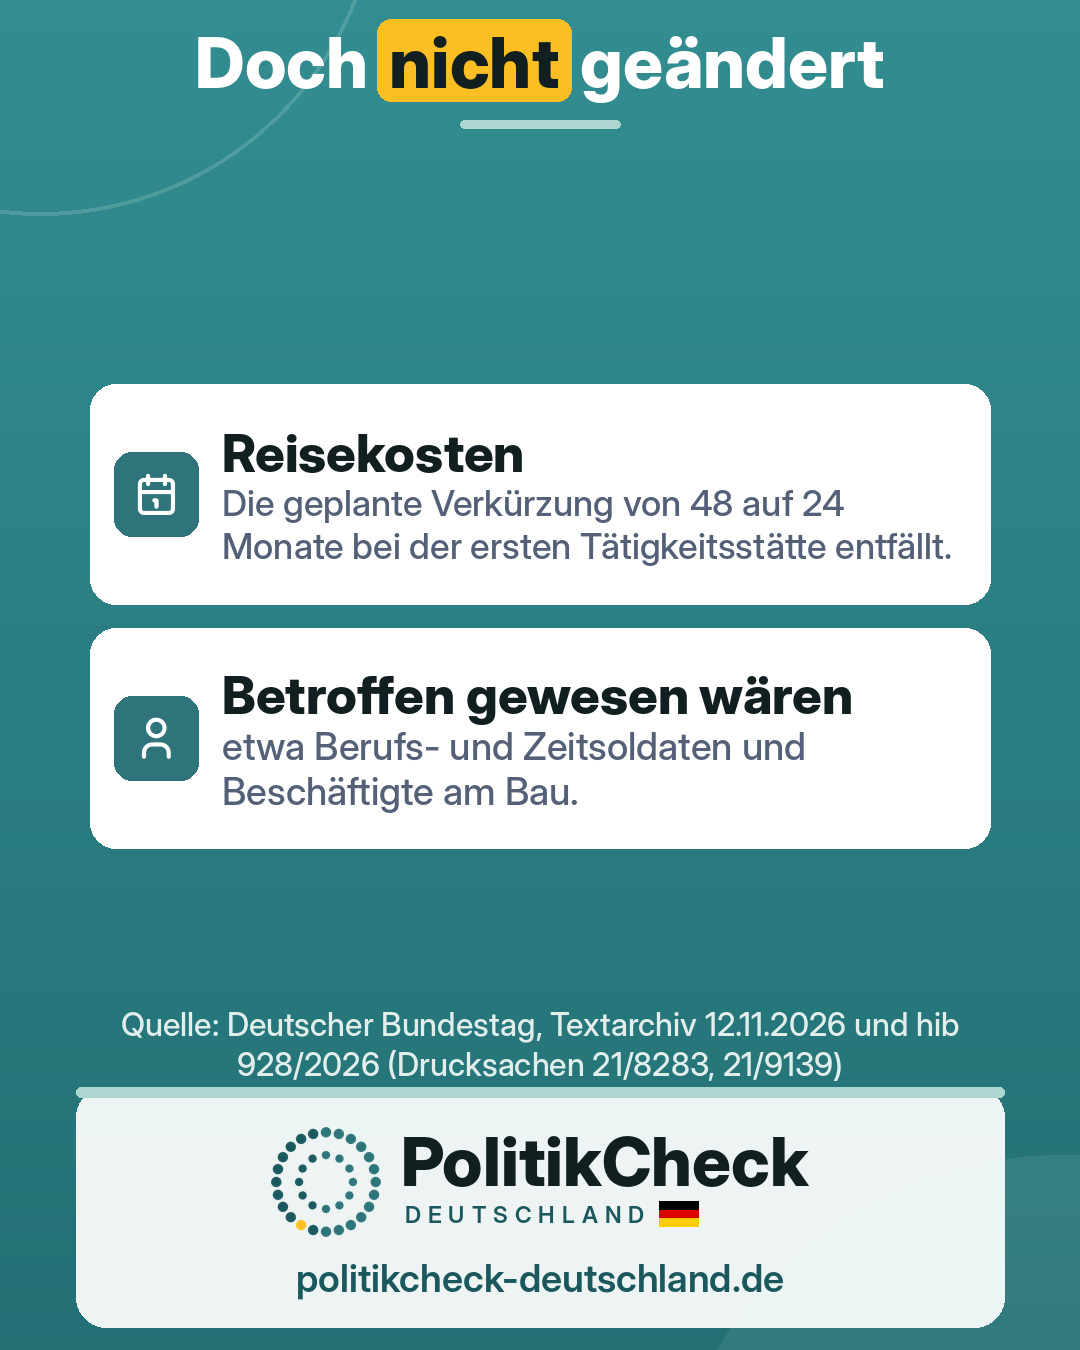 Doch nicht geändert
Reisekosten
Die geplante Verkürzung von 48 auf 24
Monate bei der ersten Tätigkeitsstätte entfällt.
Betroffen gewesen wären
etwa Berufs- und Zeitsoldaten und
Beschäftigte am Bau.
Quelle: Deutscher Bundestag, Textarchiv 12.11.2026 und hib
928/2026 (Drucksachen 21/8283, 21/9139)
PolitikCheck
DEUTSCHLAND
politikcheck-deutschland.de